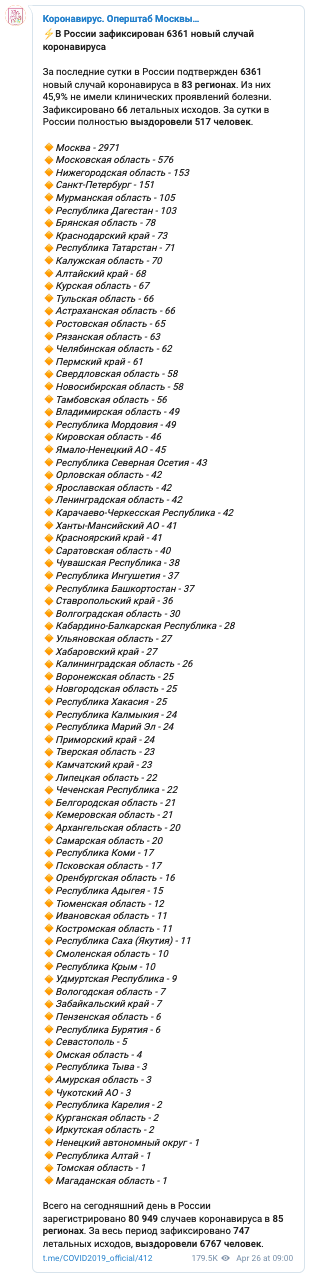 Коронавирус. Оперштаб Москвы...
⚡В России зафиксирован 6361 новый случай
коронавируса
За последние сутки в России подтвержден 6361
новый случай коронавируса в 83 регионах. Из них
45,9% не имели клинических проявлений болезни.
Зафиксировано 66 летальных исходов. За сутки в
России полностью выздоровели 517 человек.
🔸Москва - 2971
🔸Московская область - 576
🔸Нижегородская область - 153
🔸Санкт-Петербург - 151
🔸Мурманская область - 105
🔸Республика Дагестан - 103
🔸Брянская область - 78
🔸Краснодарский край - 73
🔸Республика Татарстан - 71
🔸Калужская область - 70
🔸Алтайский край - 68
🔸Курская область - 67
🔸Тульская область - 66
🔸Астраханская область - 66
🔸Ростовская область - 65
🔸Рязанская область - 63
🔸Челябинская область - 62
🔸Пермский край - 61
🔸Свердловская область - 58
🔸Новосибирская область - 58
🔸Тамбовская область - 56
🔸Владимирская область - 49
🔸Республика Мордовия - 49
🔸Кировская область - 46
🔸Ямало-Ненецкий АО - 45
🔸Республика Северная Осетия - 43
🔸Орловская область - 42
🔸Ярославская область - 42
🔸Ленинградская область - 42
🔸Карачаево-Черкесская Республика - 42
🔸Ханты-Мансийский АО - 41
🔸Красноярский край - 41
🔸Саратовская область - 40
🔸Чувашская Республика - 38
🔸Республика Ингушетия - 37
🔸Республика Башкортостан - 37
🔸Ставропольский край - 36
🔸Волгоградская область - 30
🔸Кабардино-Балкарская Республика - 28
🔸Ульяновская область - 27
🔸Хабаровский край - 27
🔸Калининградская область - 26
🔸Воронежская область - 25
🔸Новгородская область - 25
🔸Республика Хакасия - 25
🔸Республика Калмыкия - 24
🔸Республика Марий Эл - 24
🔸Приморский край - 24
🔸Тверская область - 23
🔸Камчатский край - 23
🔸Липецкая область - 22
🔸Чеченская Республика - 22
🔸Белгородская область - 21
🔸Кемеровская область - 21
🔸Архангельская область - 20
🔸Самарская область - 20
🔸Республика Коми - 17
🔸Псковская область - 17
🔸Оренбургская область - 16
🔸Республика Адыгея - 15
🔸Тюменская область - 12
🔸Ивановская область - 11
🔸Костромская область - 11
🔸Республика Саха (Якутия) - 11
🔸Смоленская область - 10
🔸Республика Крым - 10
🔸Удмуртская Республика - 9
🔸Вологодская область - 7
🔸Забайкальский край - 7
🔸Пензенская область - 6
🔸Республика Бурятия - 6
🔸Севастополь - 5
🔸Омская область - 4
🔸Республика Тыва - 3
🔸Амурская область - 3
🔸Чукотский АО - 3
🔸Республика Карелия - 2
🔸Курганская область - 2
🔸Иркутская область - 2
🔸Ненецкий автономный округ - 1
🔸Республика Алтай - 1
🔸Томская область - 1
🔸Магаданская область - 1
Всего на сегодняшний день в России
зарегистрировано 80 949 случаев коронавируса в 85
регионах. За весь период зафиксировано 747
летальных исходов, выздоровели 6767 человек.
t.me/COVID2019_official/412 179.5K Apr 26 at 09:00